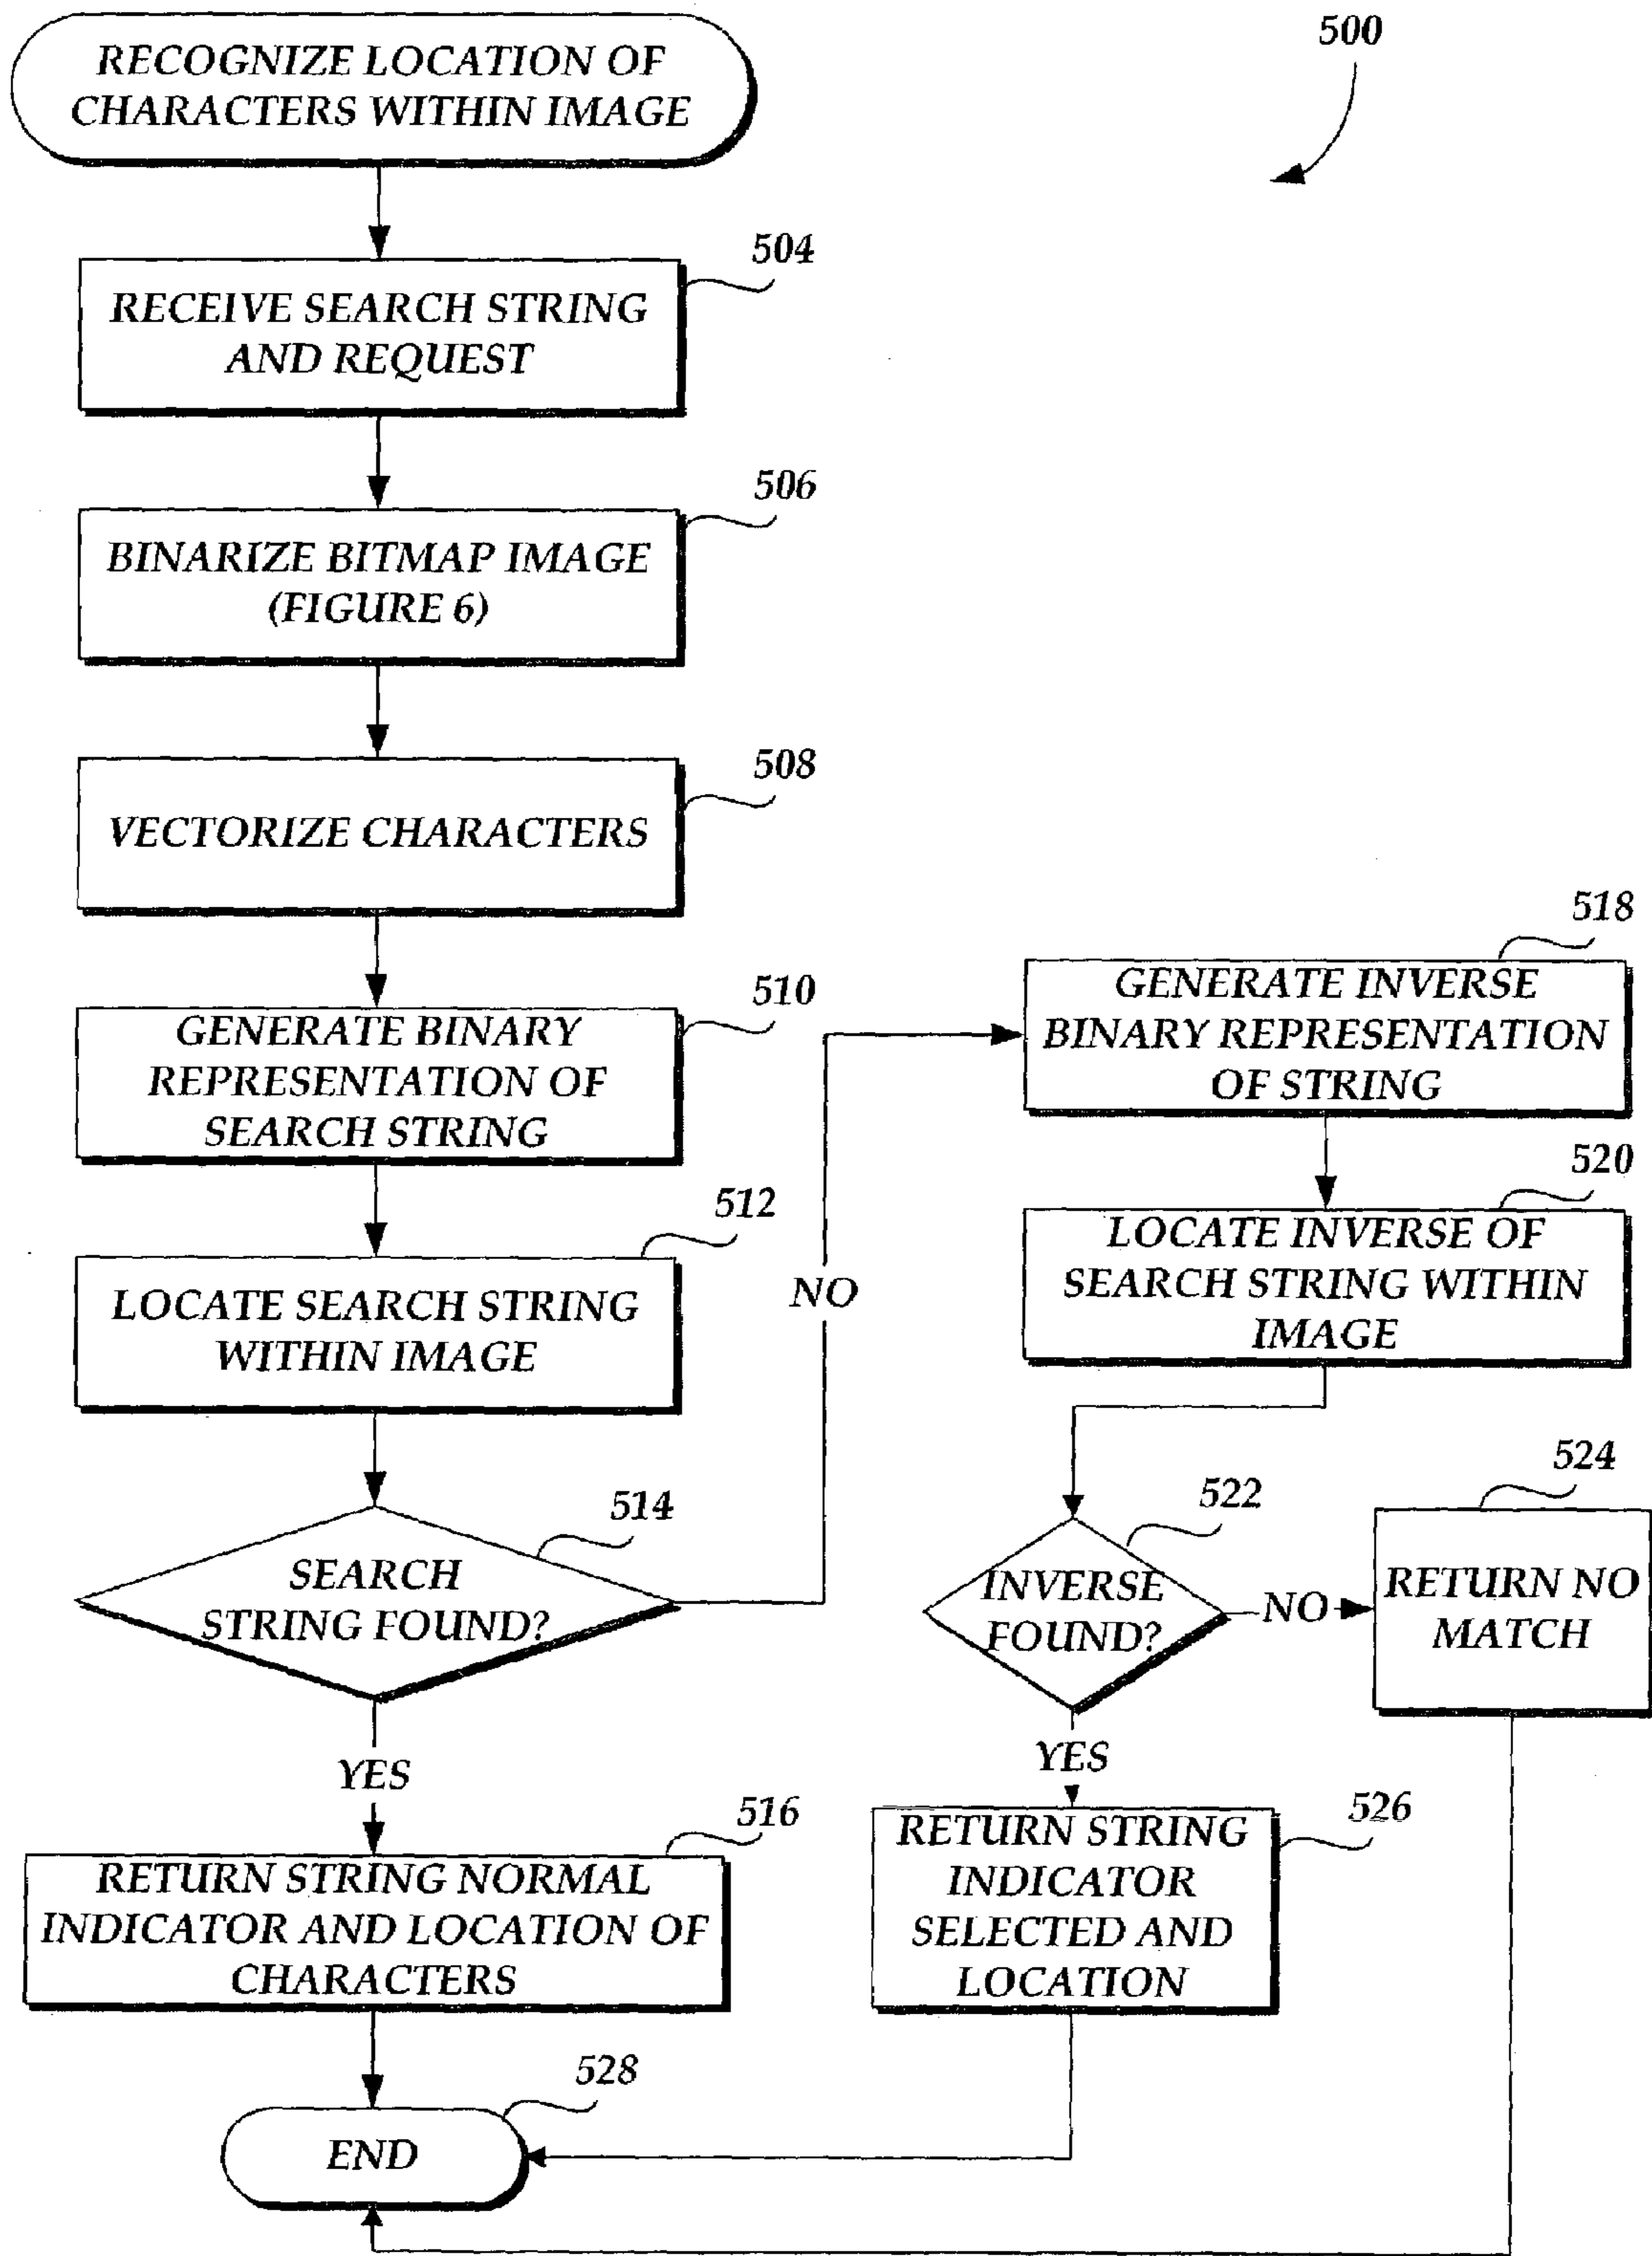 500
RECOGNIZE LOCATION OF
CHARACTERS WITHIN IMAGE
504
RECEIVE SEARCH STRING
AND REQUEST
506
BINARIZE BITMAP IMAGE
(FIGURE 6)
508
VECTORIZE CHARACTERS
510
GENERATE BINARY
REPRESENTATION OF
SEARCH STRING
512
LOCATE SEARCH STRING
WITHIN IMAGE
514
SEARCH
STRING FOUND?
NO
YES
516
RETURN STRING NORMAL
INDICATOR AND LOCATION OF
CHARACTERS
518
GENERATE INVERSE
BINARY REPRESENTATION
OF STRING
520
LOCATE INVERSE OF
SEARCH STRING WITHIN
IMAGE
522
INVERSE
FOUND?
NO
524
RETURN NO
MATCH
YES
526
RETURN STRING
INDICATOR
SELECTED AND
LOCATION
528
END